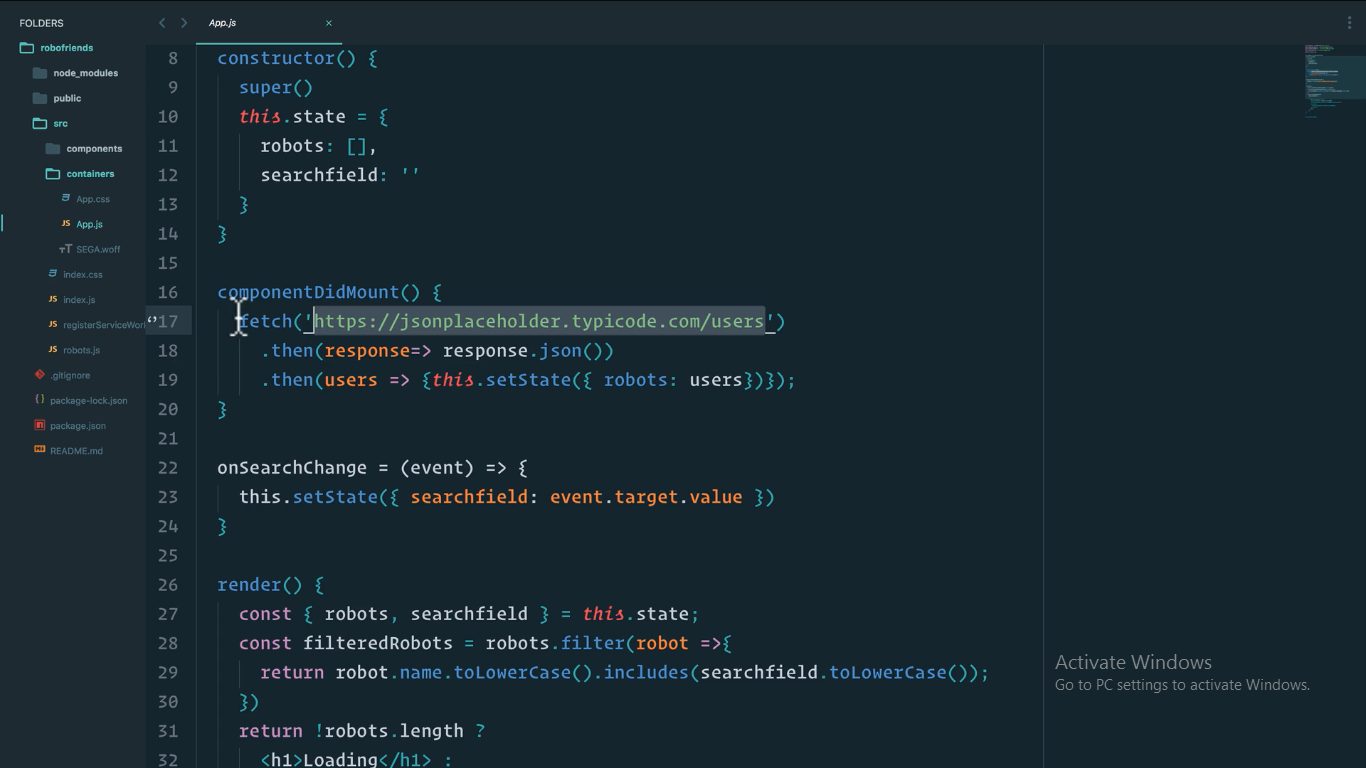 FOLDERS
robofriends
node_modules
public
src
components
containers
App.css
JS App.js
SEGA.woff
index.css
JS index.js
JS registerServiceWor
JS robots.js
.gitignore
package-lock.json
package.json
README.md
App.js ×
8 constructor() {
9 super()
10 this.state = {
11 robots: [],
12 searchfield: ''
13 }
14 }
15
16 componentDidMount() {
17 fetch('https://jsonplaceholder.typicode.com/users')
18 .then(response=> response.json())
19 .then(users => {this.setState({ robots: users})});
20 }
21
22 onSearchChange = (event) => {
23 this.setState({ searchfield: event.target.value })
24 }
25
26 render() {
27 const { robots, searchfield } = this.state;
28 const filteredRobots = robots.filter(robot =>{
29 return robot.name.toLowerCase().includes(searchfield.toLowerCase());
30 })
31 return !robots.length ?
32 <h1>Loading</h1> :
Activate Windows
Go to PC settings to activate Windows.